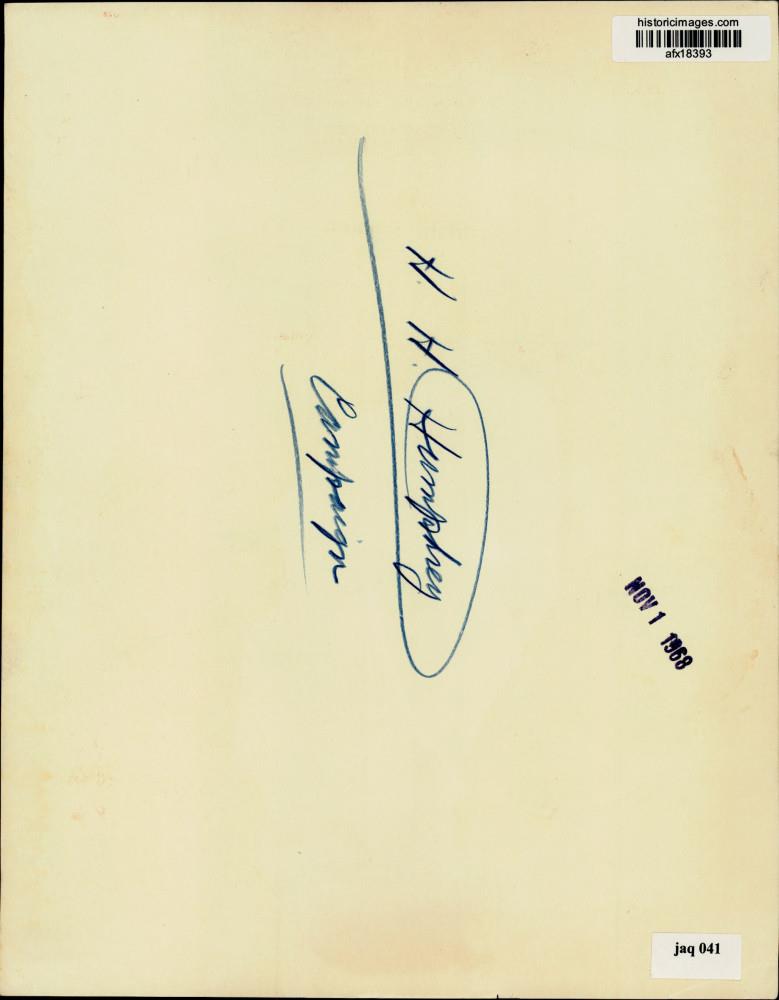 historicimages.com
afx18393
H. H. Humphrey
Campaign
NOV 1 1968
jaq 041